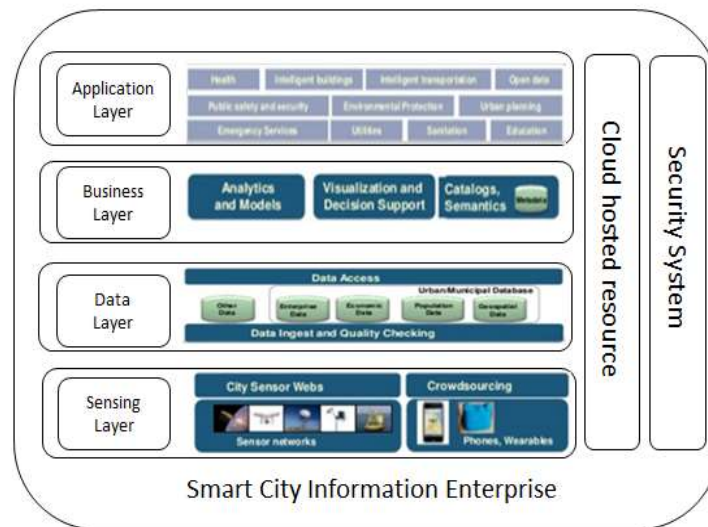 Application
Layer
Health
Intelligent buildings
Intelligent transportation
Open data
Public safety and security
Environmental Protection
Urban planning
Emergency Services
Utilities
Sanitation
Education
Business
Layer
Analytics
and Models
Visualization and
Decision Support
Catalogs,
Semantics
Metadata
Data
Layer
Data Access
Urban/Municipal Database
Other
Data
Enterprise
Data
Economic
Data
Population
Data
Geospatial
Data
Data Ingest and Quality Checking
Sensing
Layer
City Sensor Webs
Sensor networks
Crowdsourcing
Phones, Wearables
Cloud hosted resource
Security System
Smart City Information Enterprise